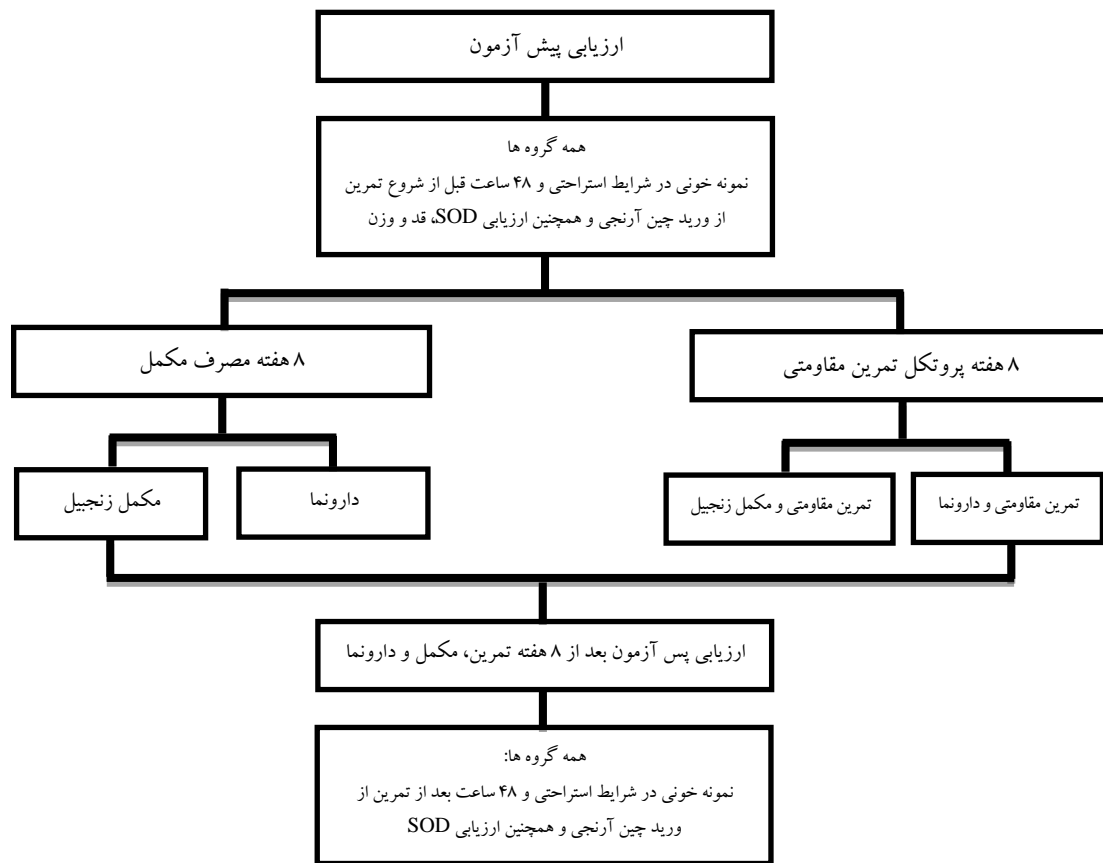 ارزیابی پیش آزمون
همه گروه ها
نمونه خونی در شرایط استراحتی و ۴۸ ساعت قبل از شروع تمرین
از ورید چین آرنجی و همچنین ارزیابی SOD، قد و وزن
۸ هفته پروتکل تمرین مقاومتی
۸ هفته مصرف مکمل
تمرین مقاومتی و دارونما
تمرین مقاومتی و مکمل زنجبیل
دارونما
مکمل زنجبیل
ارزیابی پس آزمون بعد از ۸ هفته تمرین، مکمل و دارونما
همه گروه ها:
نمونه خونی در شرایط استراحتی و ۴۸ ساعت بعد از تمرین از
ورید چین آرنجی و همچنین ارزیابی SOD